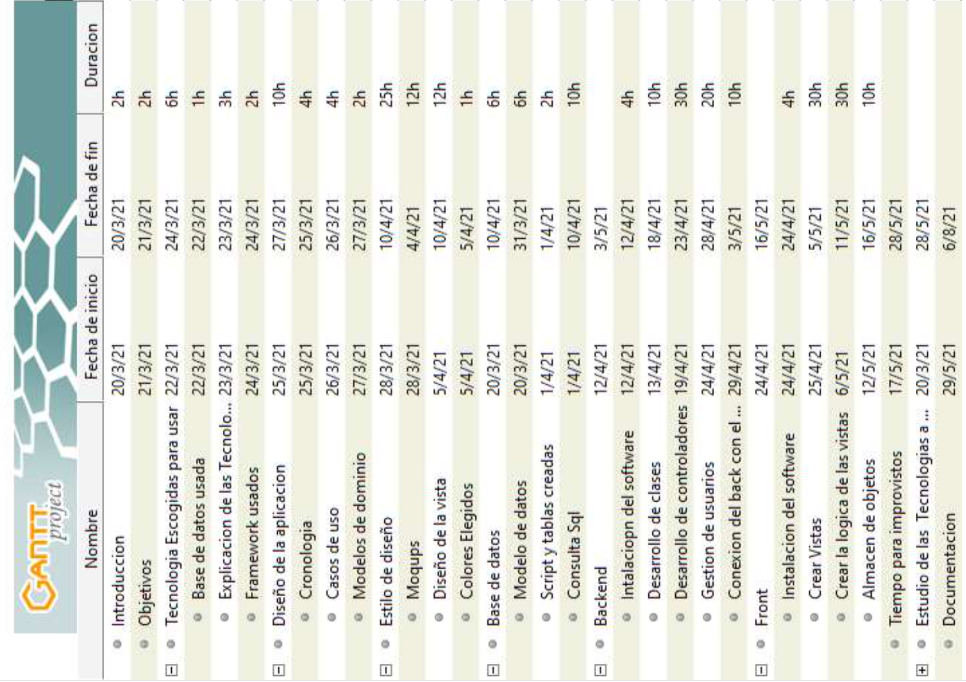 GANTT
project
Nombre Fecha de inicio Fecha de fin Duracion
Introduccion 20/3/21 20/3/21 2h
Objetivos 21/3/21 21/3/21 2h
Tecnologia Escogidas para usar 22/3/21 24/3/21 6h
Base de datos usada 22/3/21 22/3/21 1h
Explicacion de las Tecnolo... 23/3/21 23/3/21 3h
Framework usados 24/3/21 24/3/21 2h
Diseño de la aplicacion 25/3/21 27/3/21 10h
Cronologia 25/3/21 25/3/21 4h
Casos de uso 26/3/21 26/3/21 4h
Modelos de dominio 27/3/21 27/3/21 2h
Estilo de diseño 28/3/21 10/4/21 25h
Moqups 28/3/21 4/4/21 12h
Diseño de la vista 5/4/21 10/4/21 12h
Colores Elegidos 5/4/21 5/4/21 1h
Base de datos 20/3/21 10/4/21 6h
Modelo de datos 20/3/21 31/3/21 6h
Script y tablas creadas 1/4/21 1/4/21 2h
Consulta Sql 1/4/21 10/4/21 10h
Backend 12/4/21 3/5/21
Intalaciopn del software 12/4/21 12/4/21 4h
Desarrollo de clases 13/4/21 18/4/21 10h
Desarrollo de controladores 19/4/21 23/4/21 30h
Gestion de usuarios 24/4/21 28/4/21 20h
Conexion del back con el ... 29/4/21 3/5/21 10h
Front 24/4/21 16/5/21
Instalacion del software 24/4/21 24/4/21 4h
Crear Vistas 25/4/21 5/5/21 30h
Crear la logica de las vistas 6/5/21 11/5/21 30h
Almacen de objetos 12/5/21 16/5/21 10h
Tiempo para improvistos 17/5/21 28/5/21
Estudio de las Tecnologias a ... 20/3/21 28/5/21
Documentacion 29/5/21 6/8/21